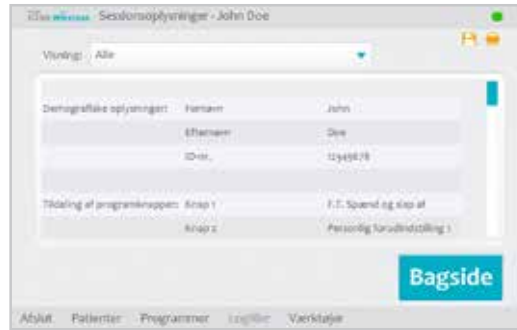 Sessionsoplysninger - John Doe
Visning: Alle
Demografiske oplysninger: Fornavn John
Efternavn Doe
ID-nr. 12345678
Tildeling af programknapper: Knap 1 F.T. Spænd og slap af
Knap 2 Personlig forudindstilling 1
Bagside
Afslut Patienter Programmer Logfiler Værktøjer